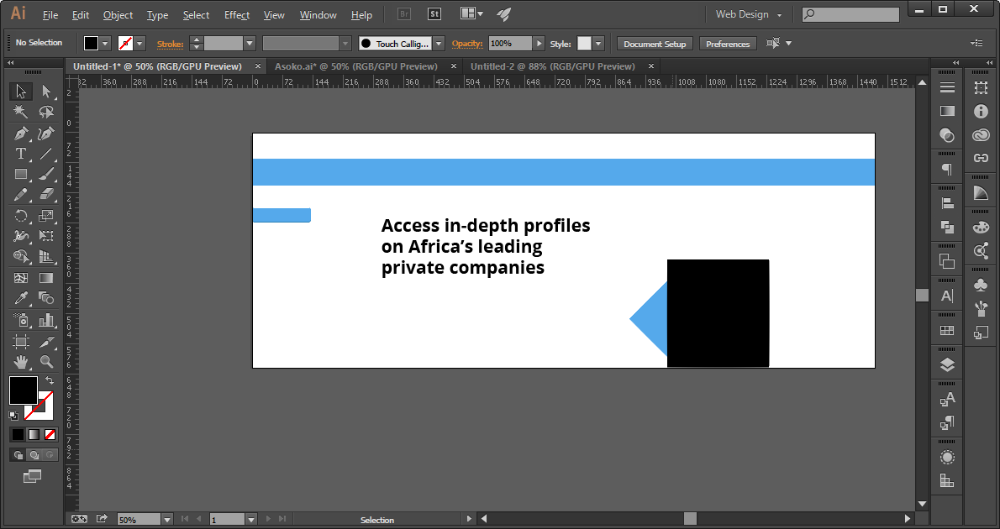 Ai File Edit Object Type Select Effect View Window Help Br St Web Design
No Selection Stroke: Touch Callig... Opacity: 100% Style: Document Setup Preferences
Untitled-1* @ 50% (RGB/GPU Preview) × Asoko.ai* @ 50% (RGB/GPU Preview) × Untitled-2 @ 88% (RGB/GPU Preview) ×
360 288 216 144 72 0 72 144 216 288 360 432 504 576 648 720 792 864 936 1008 1080 1152 1224 1296 1368 1440 1512
Access in-depth profiles
on Africa’s leading
private companies
50% 1 Selection